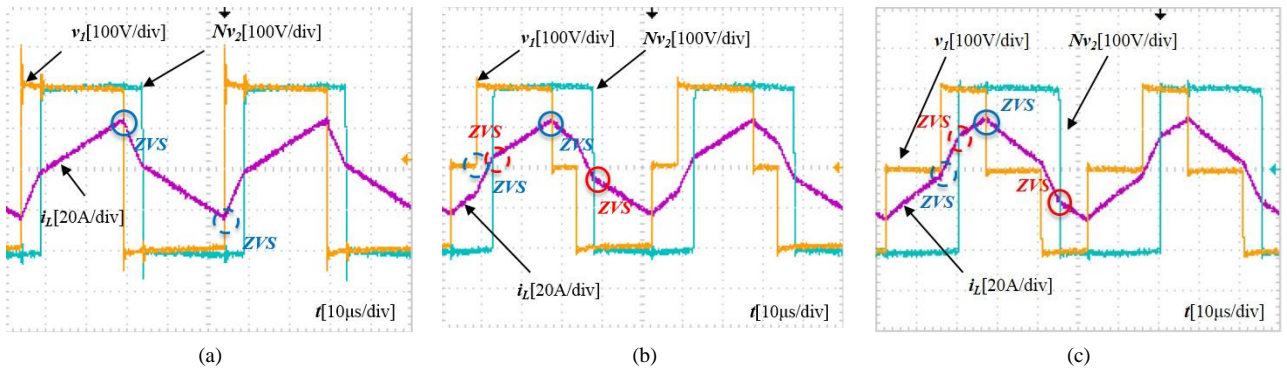 v1[100V/div]
Nv2[100V/div]
ZVS
iL[20A/div]
ZVS
t[10μs/div]
(a)
v1[100V/div]
Nv2[100V/div]
ZVS
ZVS
ZVS
ZVS
iL[20A/div]
t[10μs/div]
(b)
v1[100V/div]
Nv2[100V/div]
ZVS
ZVS
ZVS
ZVS
iL[20A/div]
t[10μs/div]
(c)